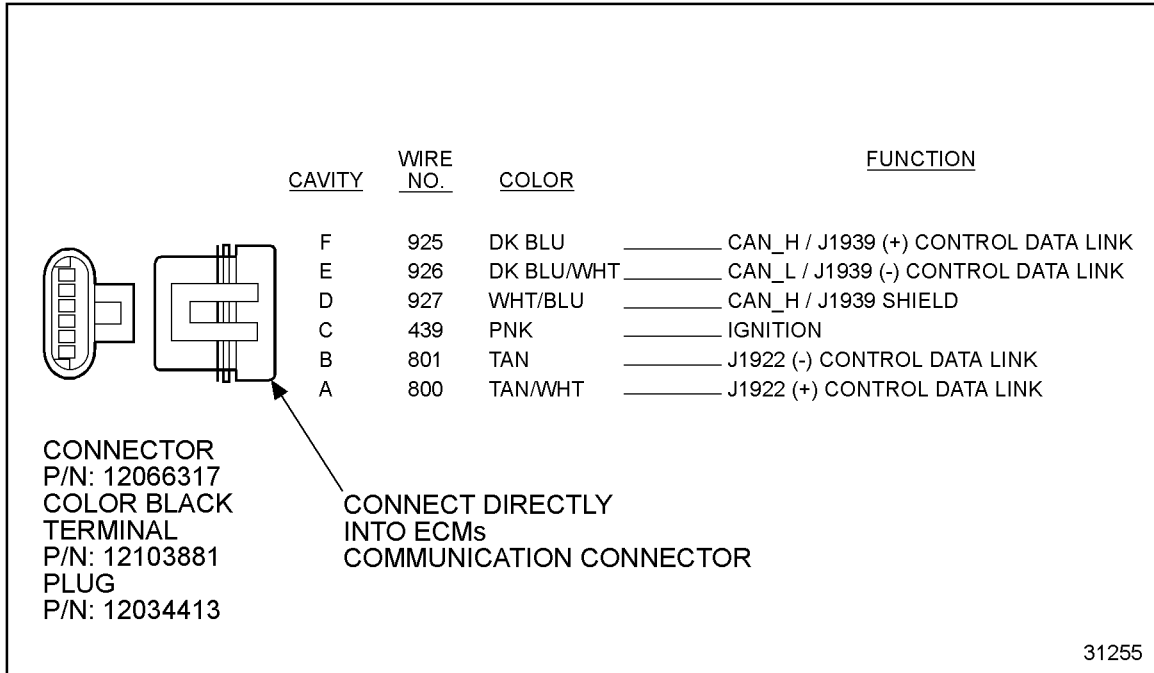 CAVITY WIRE NO. COLOR FUNCTION
F 925 DK BLU CAN_H / J1939 (+) CONTROL DATA LINK
E 926 DK BLU/WHT CAN_L / J1939 (-) CONTROL DATA LINK
D 927 WHT/BLU CAN_H / J1939 SHIELD
C 439 PNK IGNITION
B 801 TAN J1922 (-) CONTROL DATA LINK
A 800 TAN/WHT J1922 (+) CONTROL DATA LINK
CONNECTOR
P/N: 12066317
COLOR BLACK
TERMINAL
P/N: 12103881
PLUG
P/N: 12034413
CONNECT DIRECTLY
INTO ECMs
COMMUNICATION CONNECTOR
31255